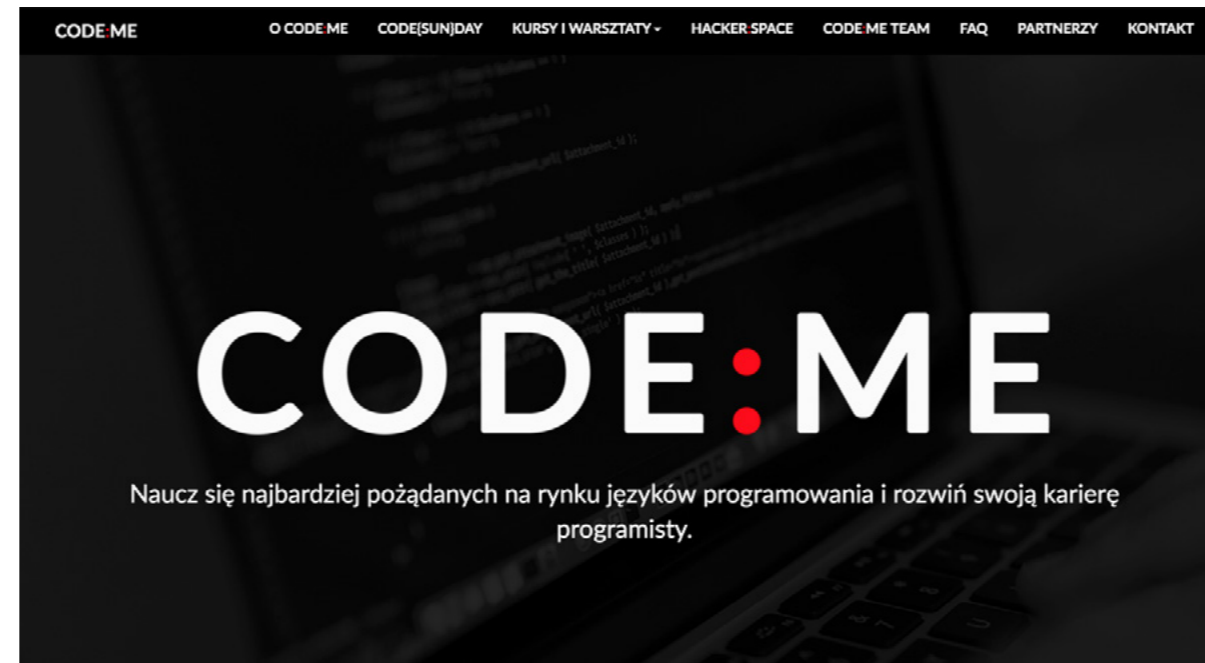 CODE:ME O CODE:ME CODE(SUN)DAY KURSY I WARSZTATY HACKER:SPACE CODE:ME TEAM FAQ PARTNERZY KONTAKT
CODE:ME
Naucz się najbardziej pożądanych na rynku języków programowania i rozwiń swoją karierę
programisty.